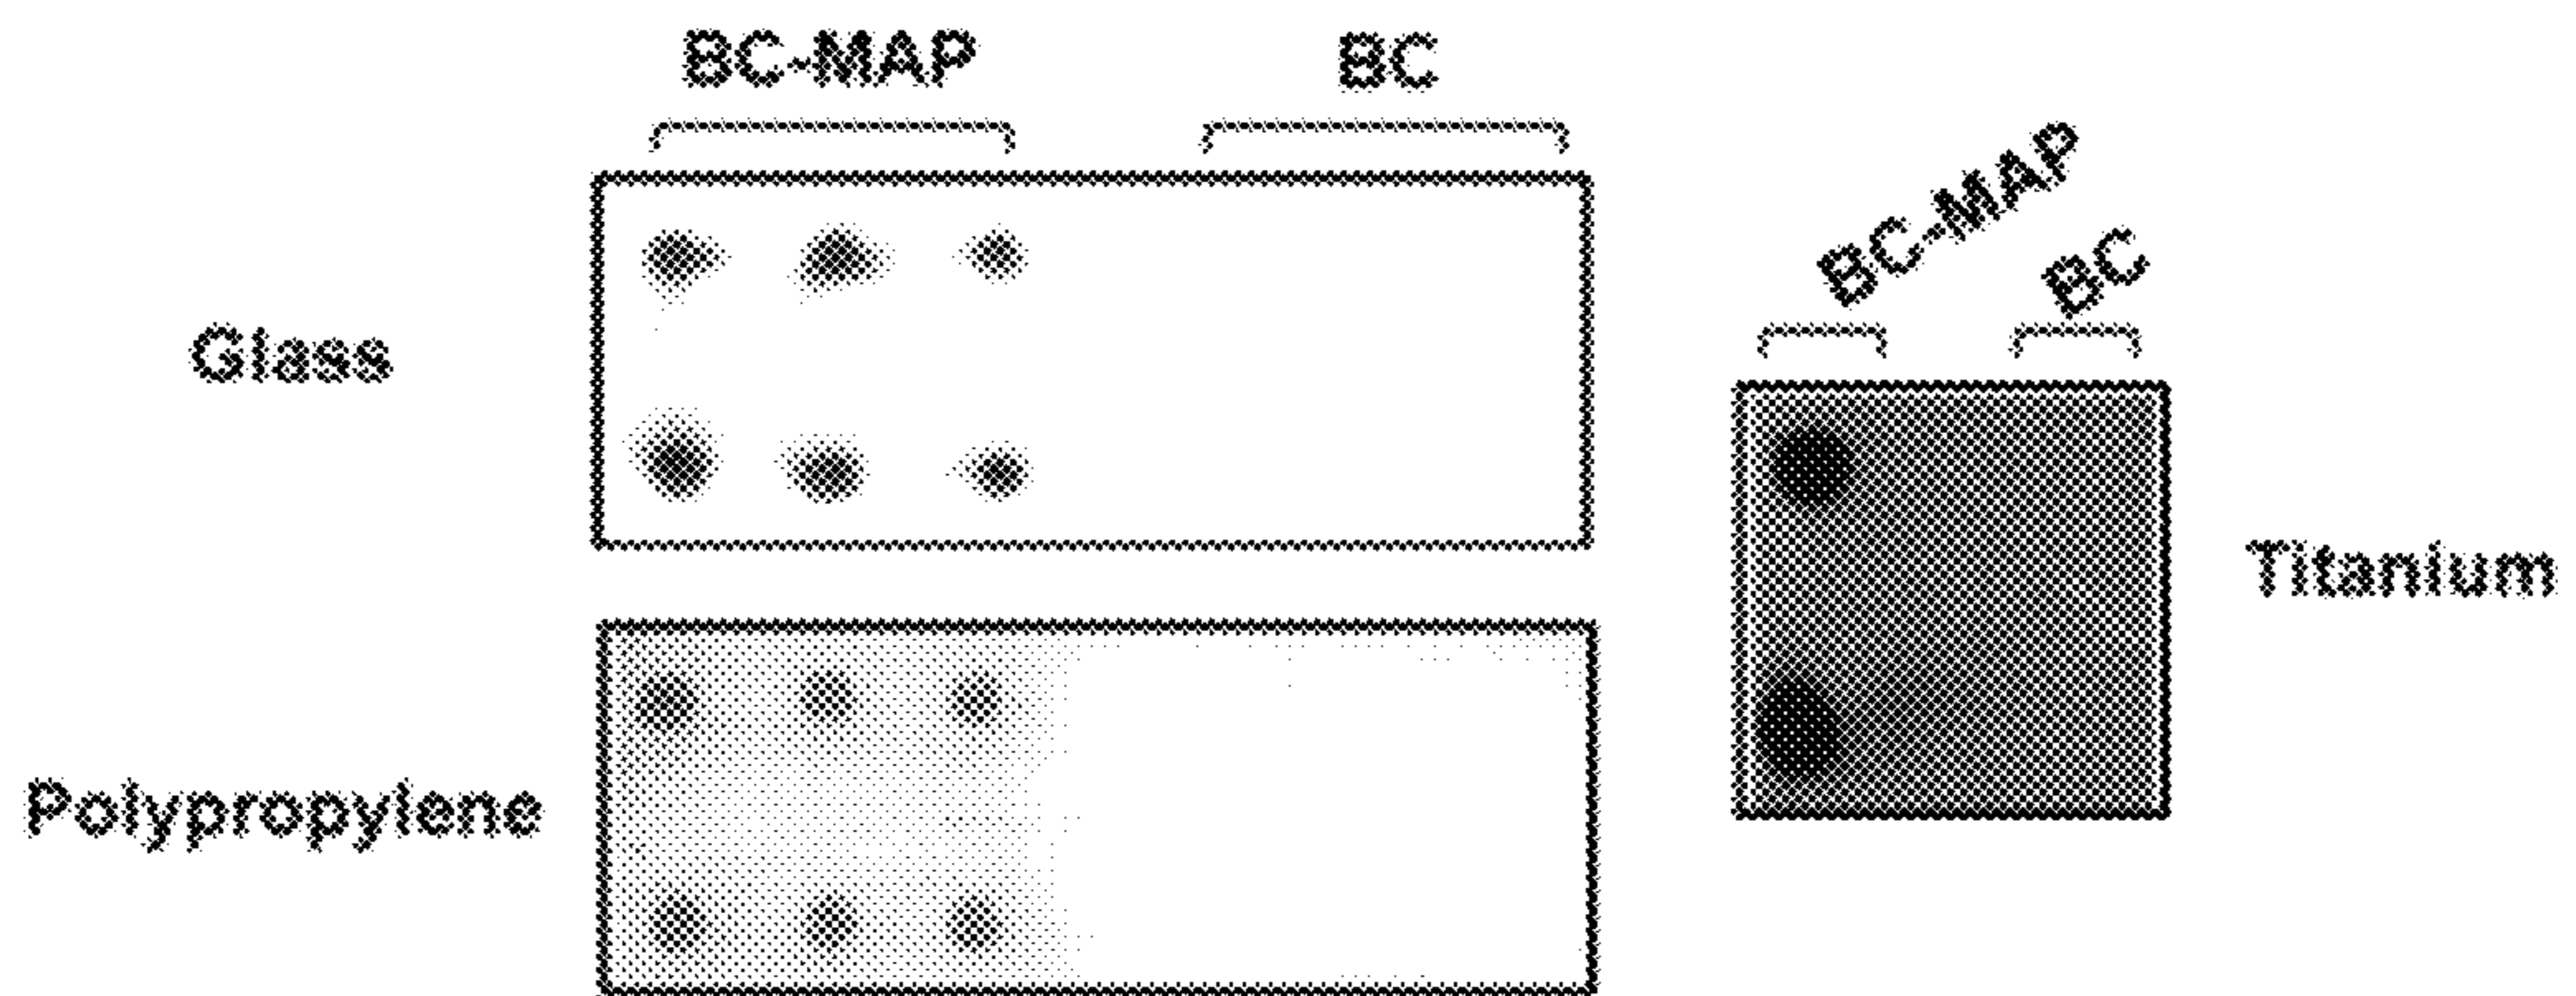 BC-MAP BC
Glass
Polypropylene
BC-MAP
BC
Titanium